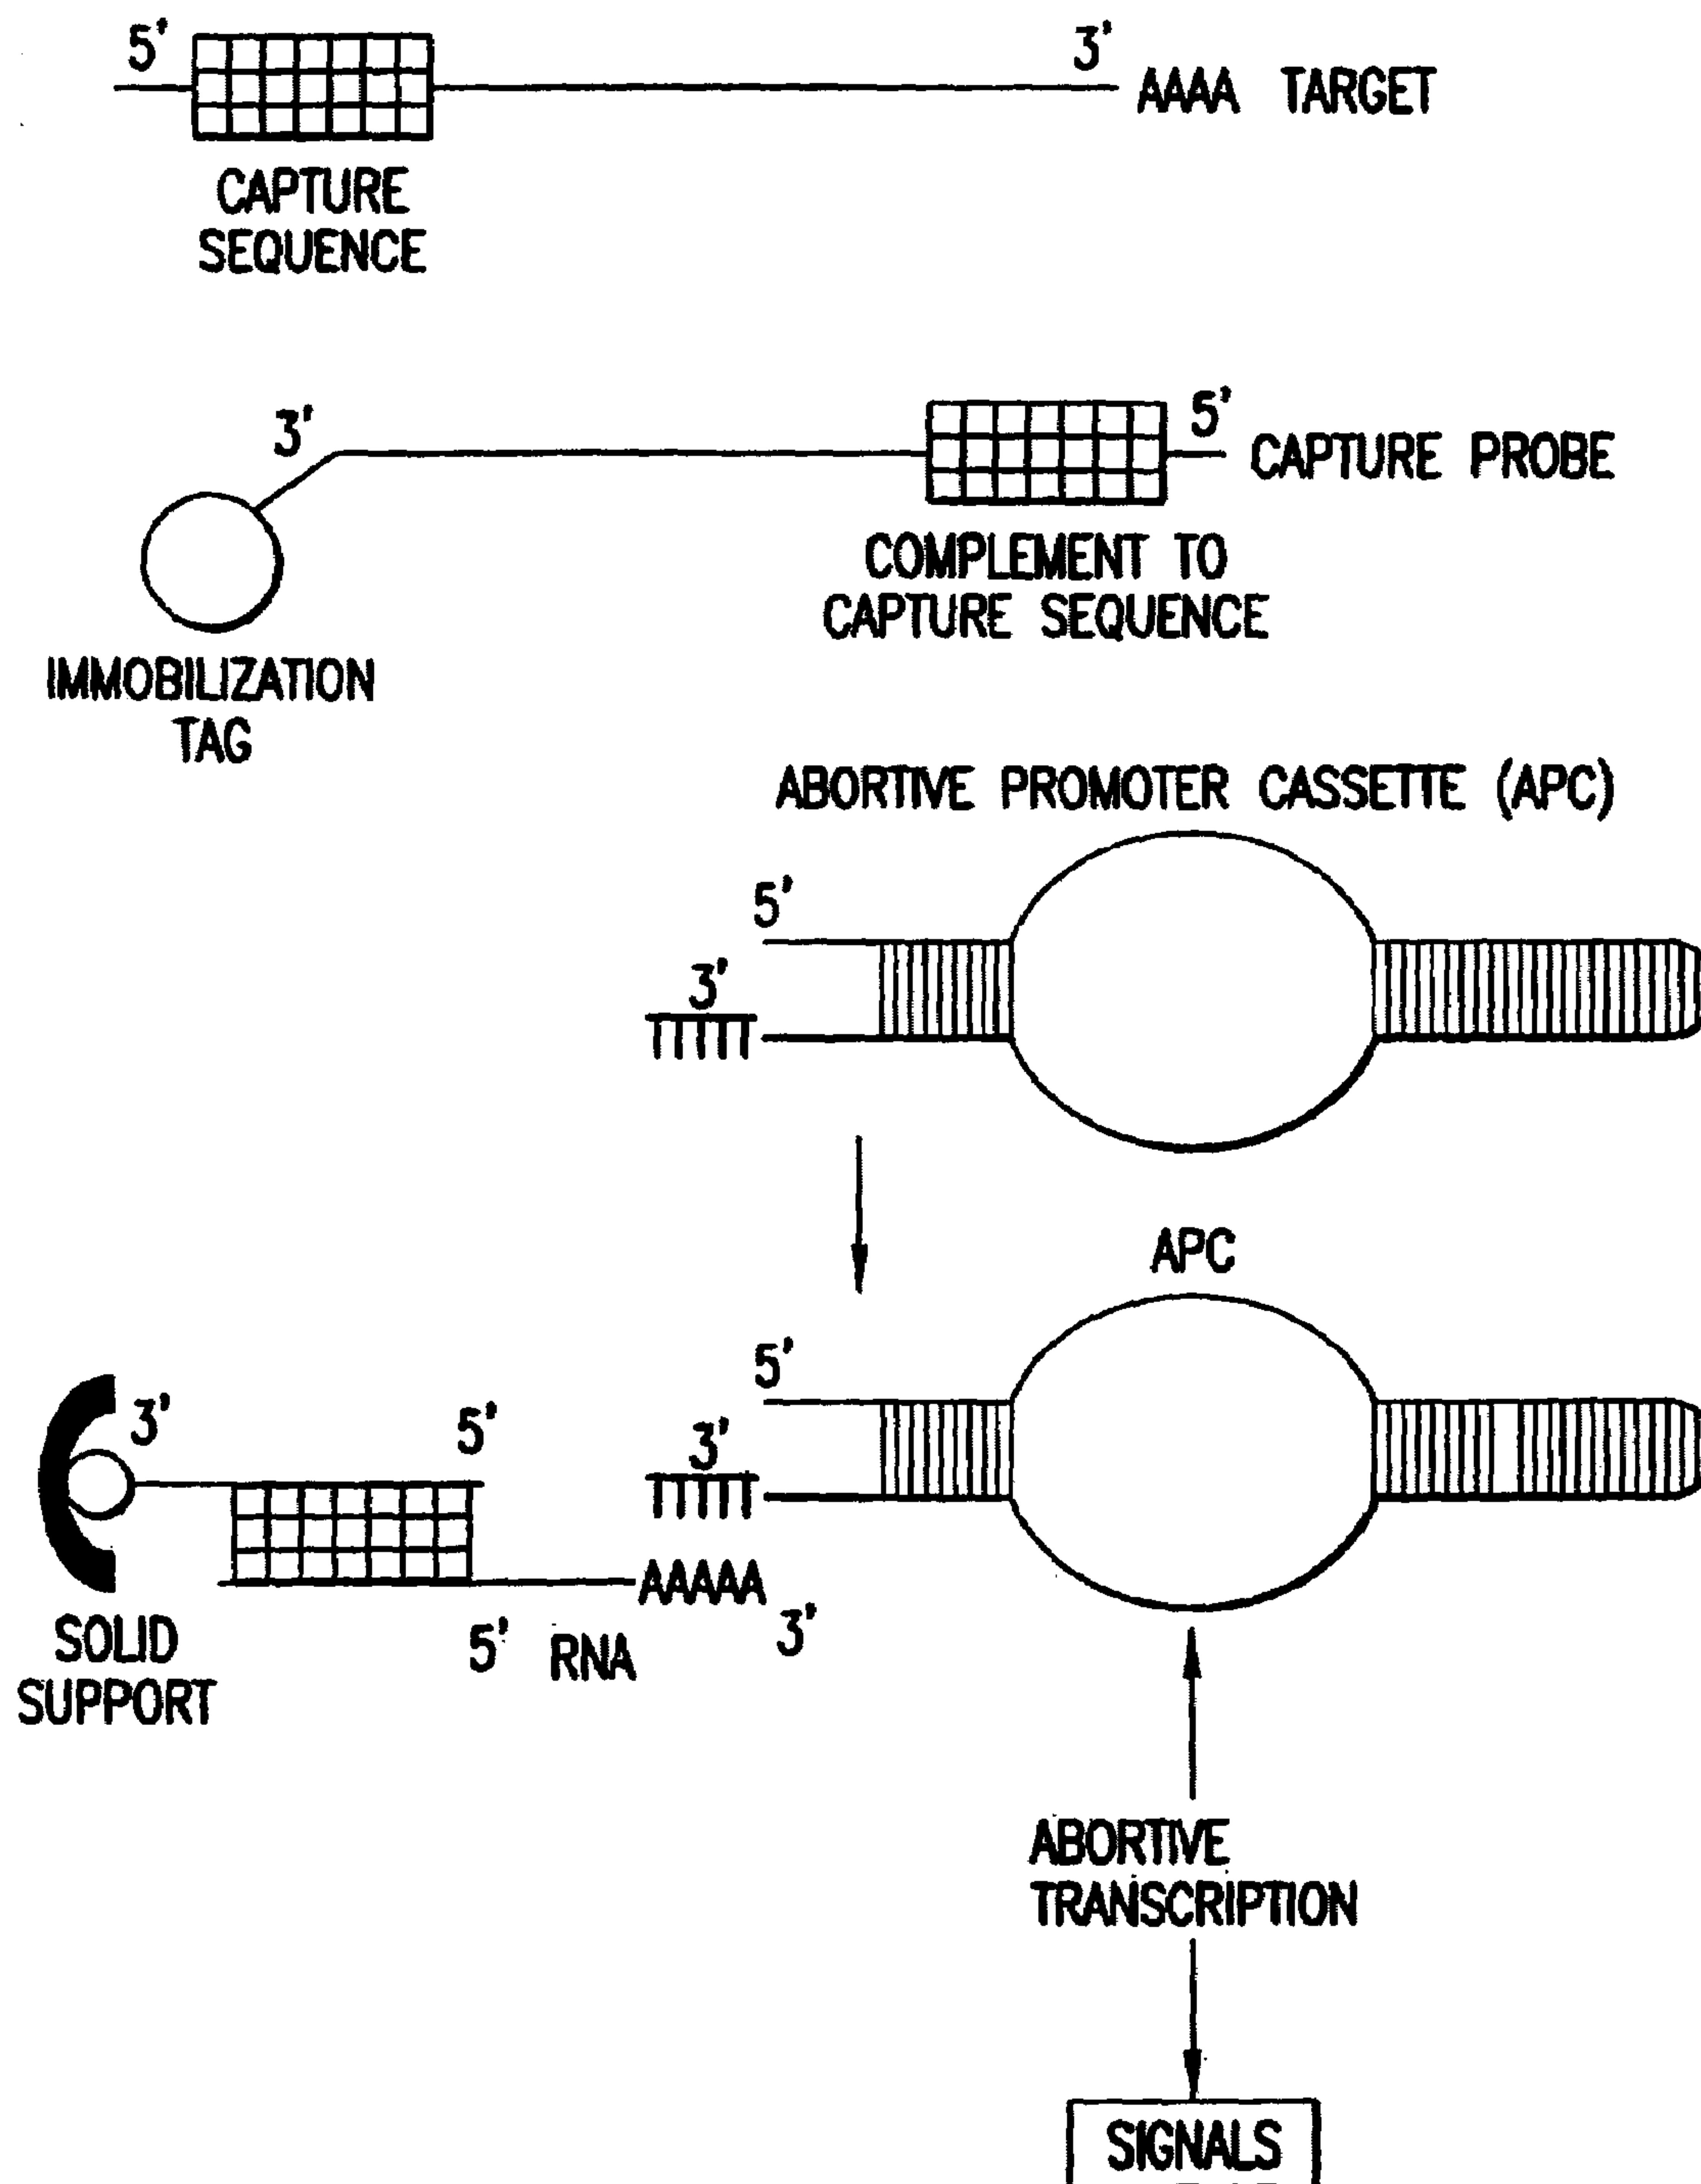 5' 3'
AAAA TARGET
CAPTURE
SEQUENCE
3' 5'
CAPTURE PROBE
COMPLEMENT TO
CAPTURE SEQUENCE
IMMOBILIZATION
TAG
ABORTIVE PROMOTER CASSETTE (APC)
5'
3'
TTTTT
APC
5'
3' 5' 3'
TTTTT
AAAAA
5' RNA 3'
SOLID
SUPPORT
ABORTIVE
TRANSCRIPTION
SIGNALS